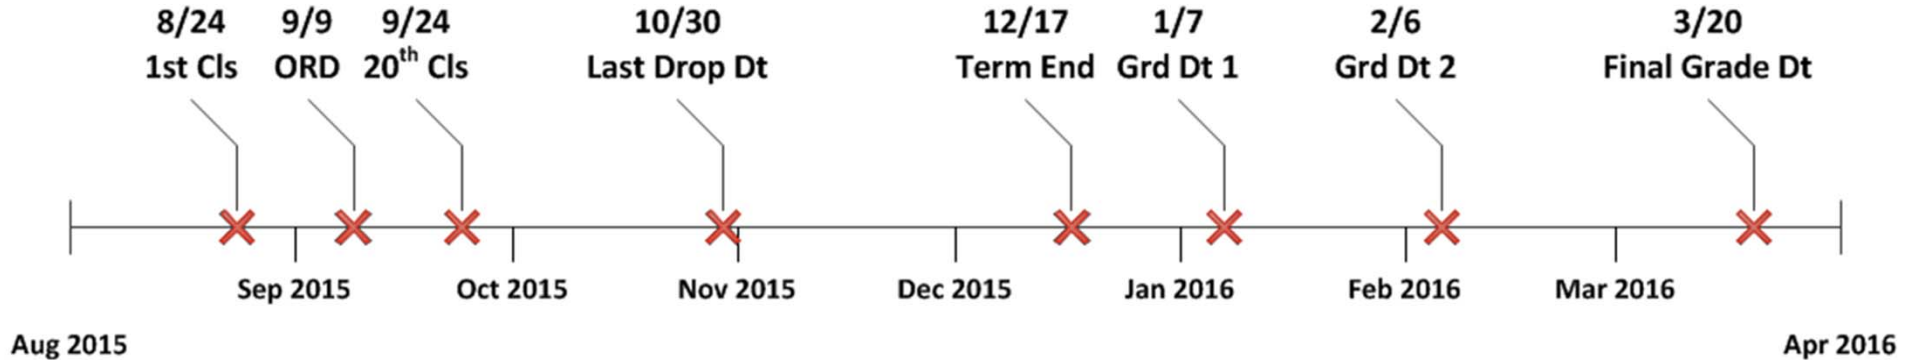 8/24
1st Cls
9/9
ORD
9/24
20th Cls
10/30
Last Drop Dt
12/17
Term End
1/7
Grd Dt 1
2/6
Grd Dt 2
3/20
Final Grade Dt
Sep 2015
Oct 2015
Nov 2015
Dec 2015
Jan 2016
Feb 2016
Mar 2016
Aug 2015
Apr 2016